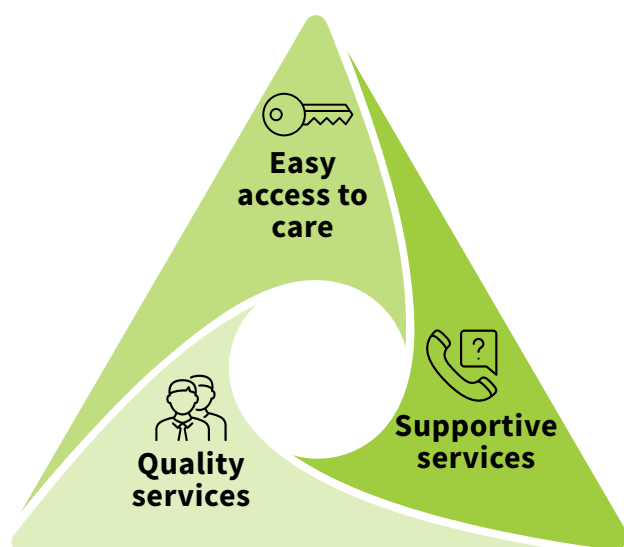 Easy
access to
care
?
Supportive
services
Quality
services